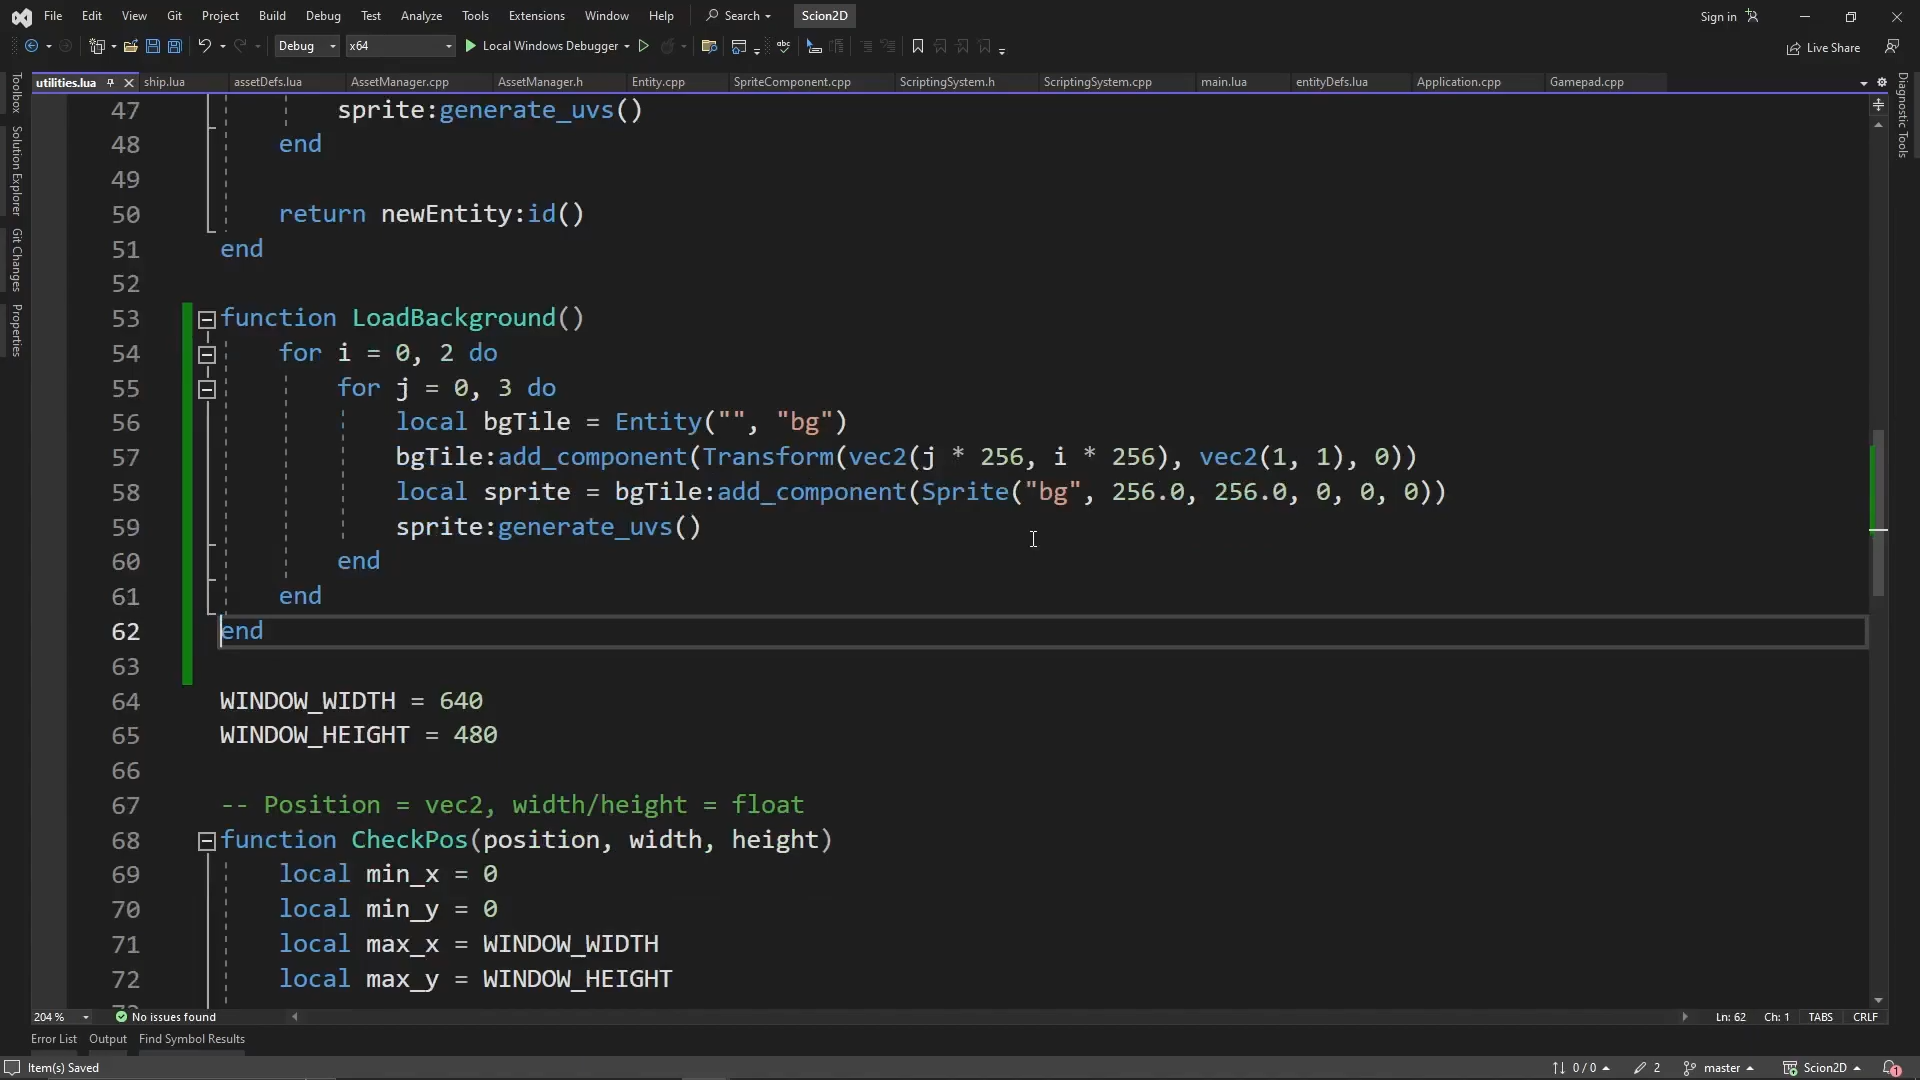 File Edit View Git Project Build Debug Test Analyze Tools Extensions Window Help Search Scion2D Sign in
Debug x64 Local Windows Debugger Live Share
utilities.lua ship.lua assetDefs.lua AssetManager.cpp AssetManager.h Entity.cpp SpriteComponent.cpp ScriptingSystem.h ScriptingSystem.cpp main.lua entityDefs.lua Application.cpp Gamepad.cpp
Toolbox
Solution Explorer
Git Changes
Properties
Diagnostic Tools
47 sprite:generate_uvs()
48 end
49
50 return newEntity:id()
51 end
52
53 function LoadBackground()
54 for i = 0, 2 do
55 for j = 0, 3 do
56 local bgTile = Entity("", "bg")
57 bgTile:add_component(Transform(vec2(j * 256, i * 256), vec2(1, 1), 0))
58 local sprite = bgTile:add_component(Sprite("bg", 256.0, 256.0, 0, 0, 0))
59 sprite:generate_uvs()
60 end
61 end
62 end
63
64 WINDOW_WIDTH = 640
65 WINDOW_HEIGHT = 480
66
67 -- Position = vec2, width/height = float
68 function CheckPos(position, width, height)
69 local min_x = 0
70 local min_y = 0
71 local max_x = WINDOW_WIDTH
72 local max_y = WINDOW_HEIGHT
204 % No issues found Ln: 62 Ch: 1 TABS CRLF
Error List Output Find Symbol Results
Item(s) Saved 0 / 0 2 master Scion2D 1